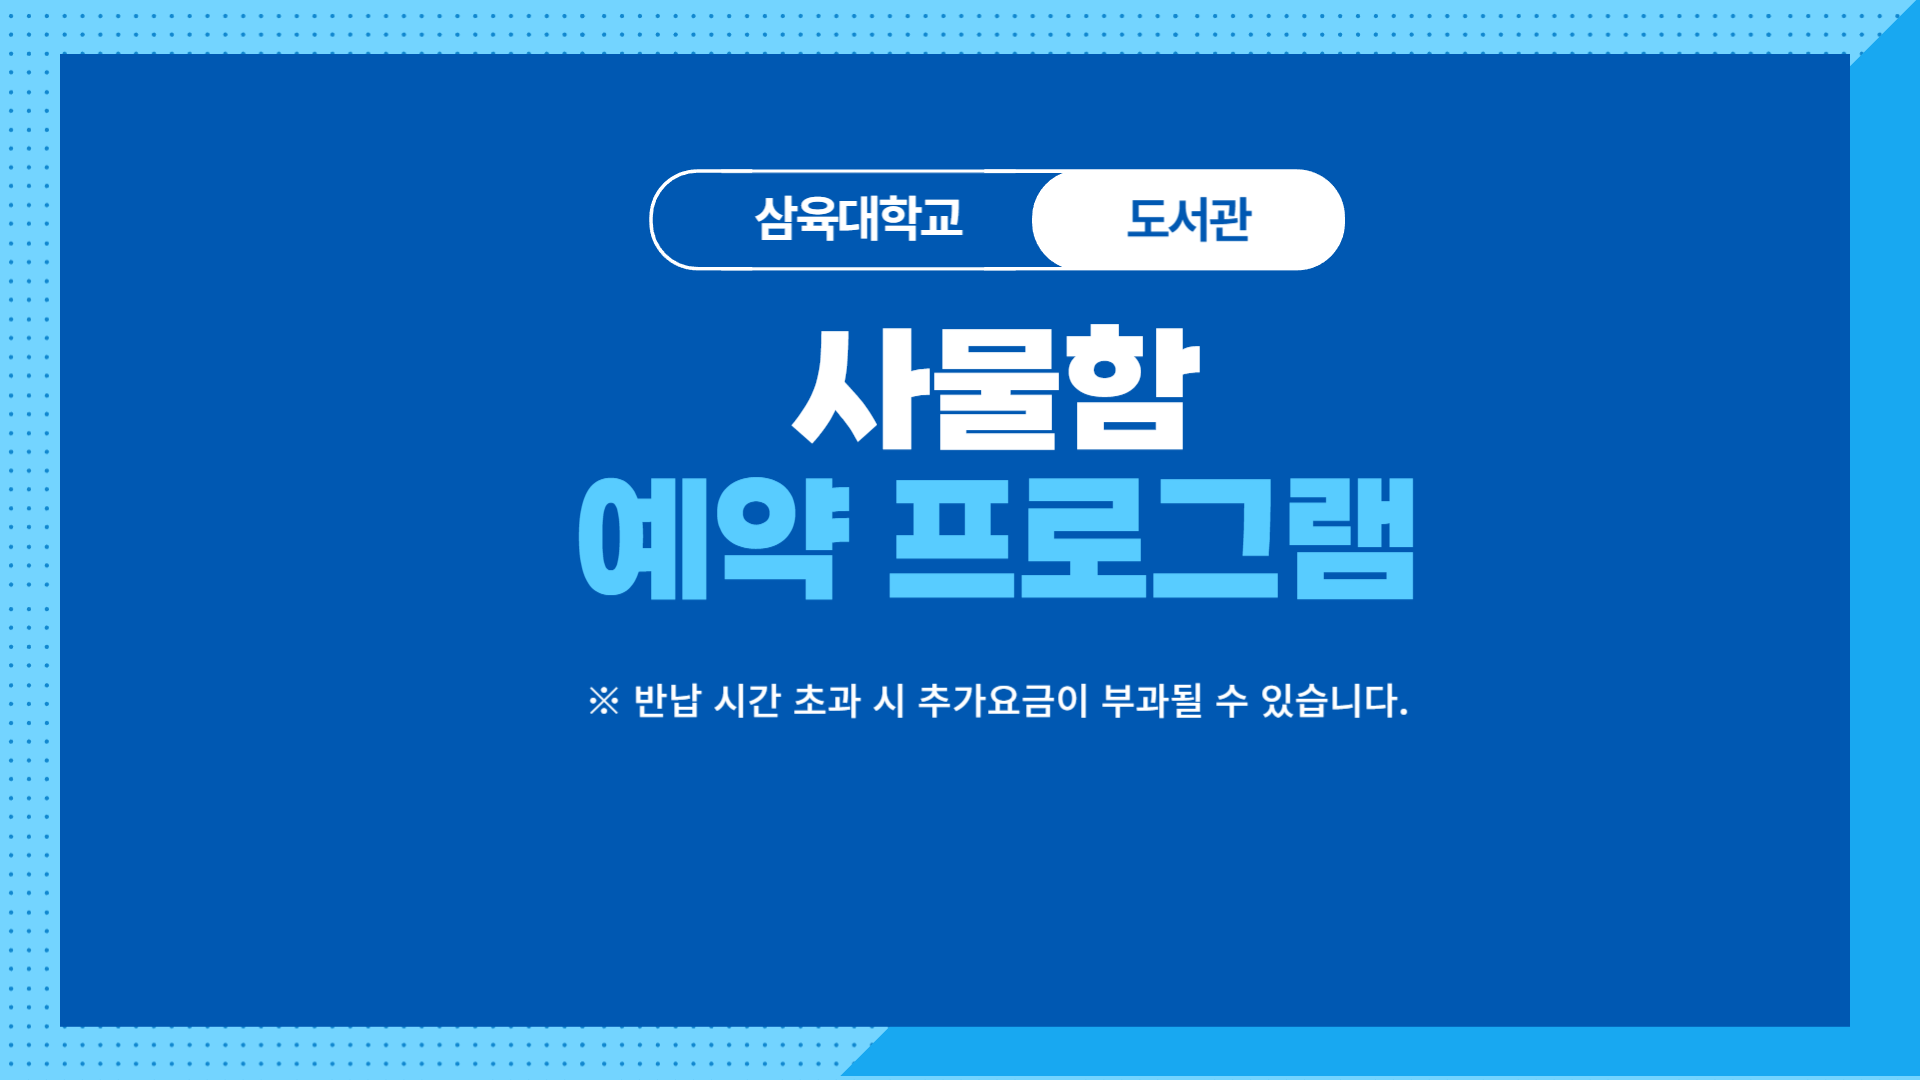 삼육대학교 도서관
사물함
예약 프로그램
※ 반납 시간 초과 시 추가요금이 부과될 수 있습니다.